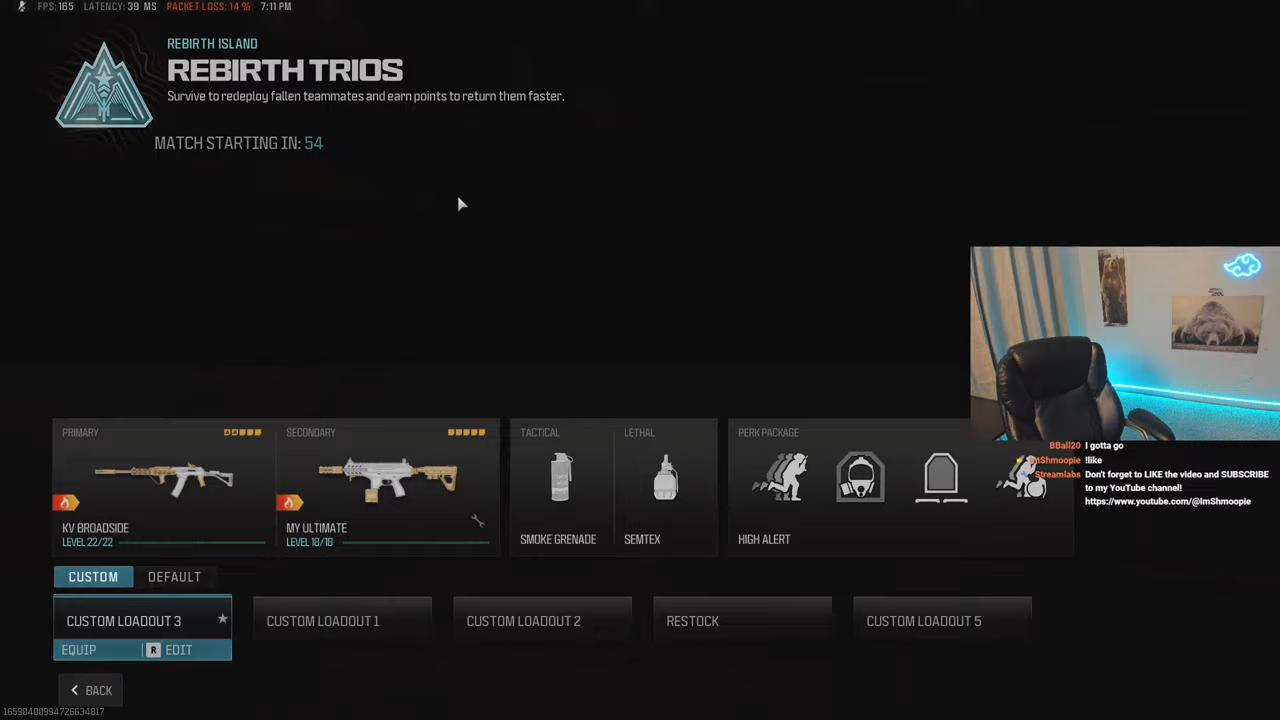 FPS: 165 LATENCY: 39 MS PACKET LOSS: 14 % 7:11 PM
REBIRTH ISLAND
REBIRTH TRIOS
Survive to redeploy fallen teammates and earn points to return them faster.
MATCH STARTING IN: 54
PRIMARY
SECONDARY
TACTICAL
LETHAL
PERK PACKAGE
KV BROADSIDE
LEVEL 22/22
MY ULTIMATE
LEVEL 18/18
SMOKE GRENADE
SEMTEX
HIGH ALERT
BBall20 I gotta go
ImShmoopie !like
Streamlabs Don't forget to LIKE the video and SUBSCRIBE
to my YouTube channel!
https://www.youtube.com/@ImShmoopie
CUSTOM DEFAULT
CUSTOM LOADOUT 3
CUSTOM LOADOUT 1
CUSTOM LOADOUT 2
RESTOCK
CUSTOM LOADOUT 5
EQUIP R EDIT
BACK
16590400994726634817